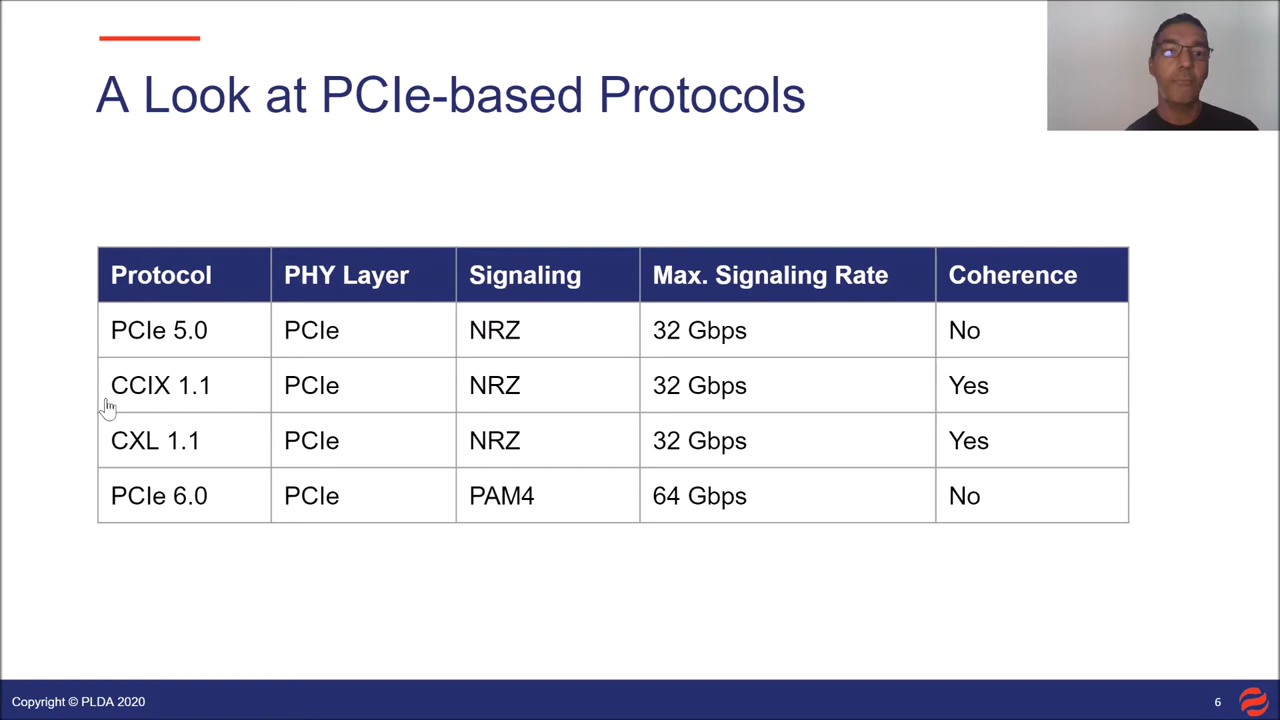 A Look at PCIe-based Protocols
Protocol PHY Layer Signaling Max. Signaling Rate Coherence
PCIe 5.0 PCIe NRZ 32 Gbps No
CCIX 1.1 PCIe NRZ 32 Gbps Yes
CXL 1.1 PCIe NRZ 32 Gbps Yes
PCIe 6.0 PCIe PAM4 64 Gbps No
Copyright © PLDA 2020 6